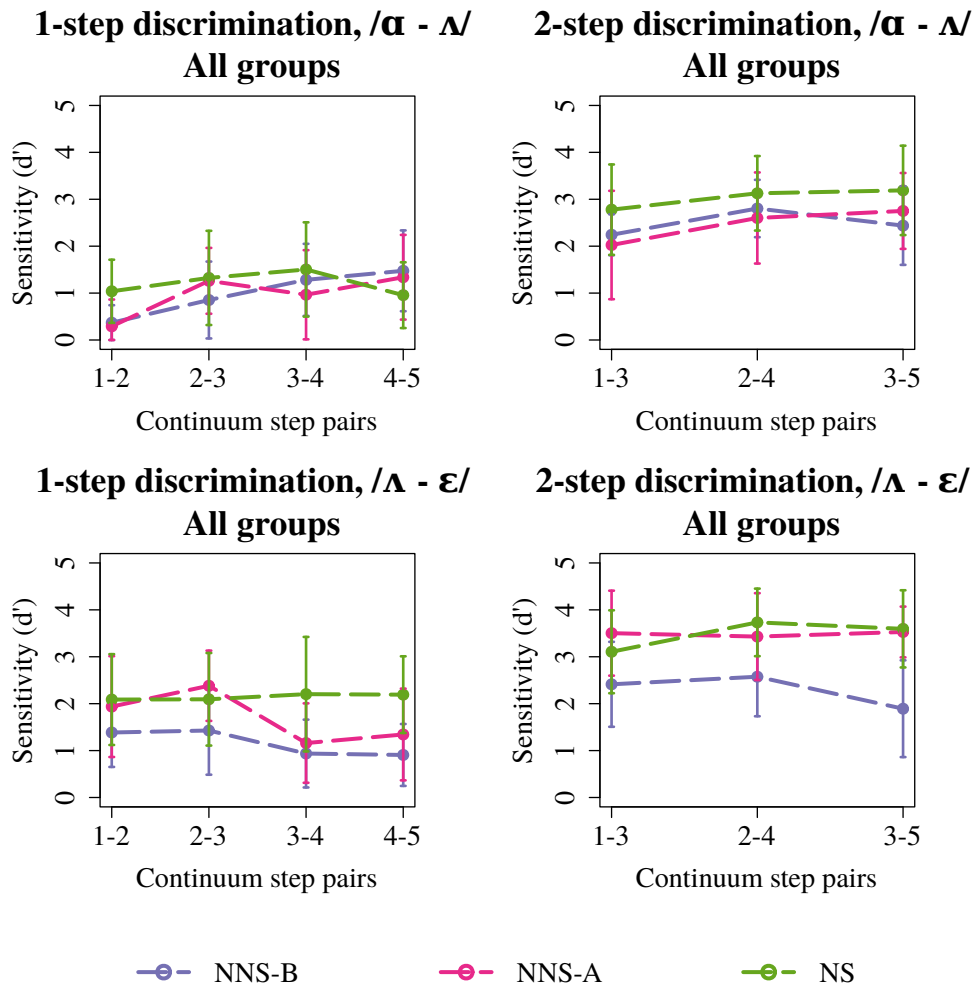 1-step discrimination, /ɑ - ʌ/
All groups
Sensitivity (d')
0 1 2 3 4 5
1-2 2-3 3-4 4-5
Continuum step pairs
2-step discrimination, /ɑ - ʌ/
All groups
Sensitivity (d')
0 1 2 3 4 5
1-3 2-4 3-5
Continuum step pairs
1-step discrimination, /ʌ - ɛ/
All groups
Sensitivity (d')
0 1 2 3 4 5
1-2 2-3 3-4 4-5
Continuum step pairs
2-step discrimination, /ʌ - ɛ/
All groups
Sensitivity (d')
0 1 2 3 4 5
1-3 2-4 3-5
Continuum step pairs
NNS-B NNS-A NS